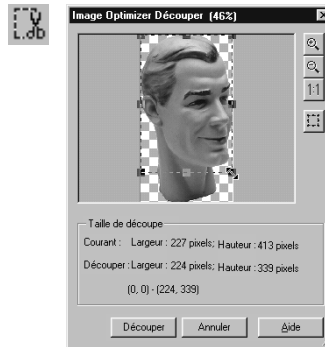 Image Optimizer Découper (46%)
1:1
Taille de découpe
Courant : Largeur : 227 pixels; Hauteur : 413 pixels
Découper : Largeur : 224 pixels; Hauteur : 339 pixels
(0, 0) - (224, 339)
Découper Annuler Aide